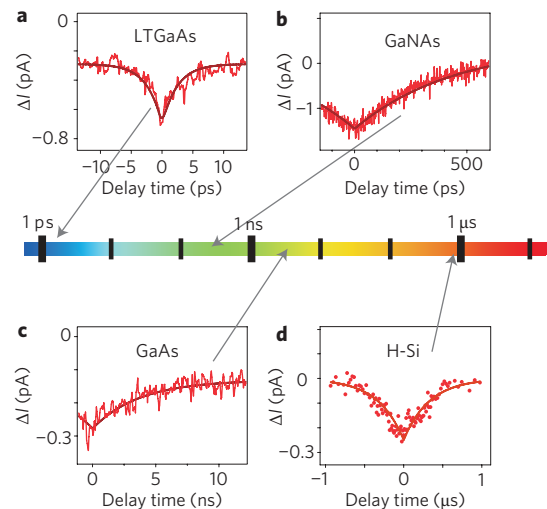 a
LTGaAs
0
−0.8
ΔI (pA)
−10 −5 0 5 10
Delay time (ps)
b
GaNAs
0
−1
ΔI (pA)
0 500
Delay time (ps)
1 ps 1 ns 1 μs
c
GaAs
0
−0.3
ΔI (pA)
0 5 10
Delay time (ns)
d
H-Si
0
−0.3
ΔI (pA)
−1 0 1
Delay time (μs)